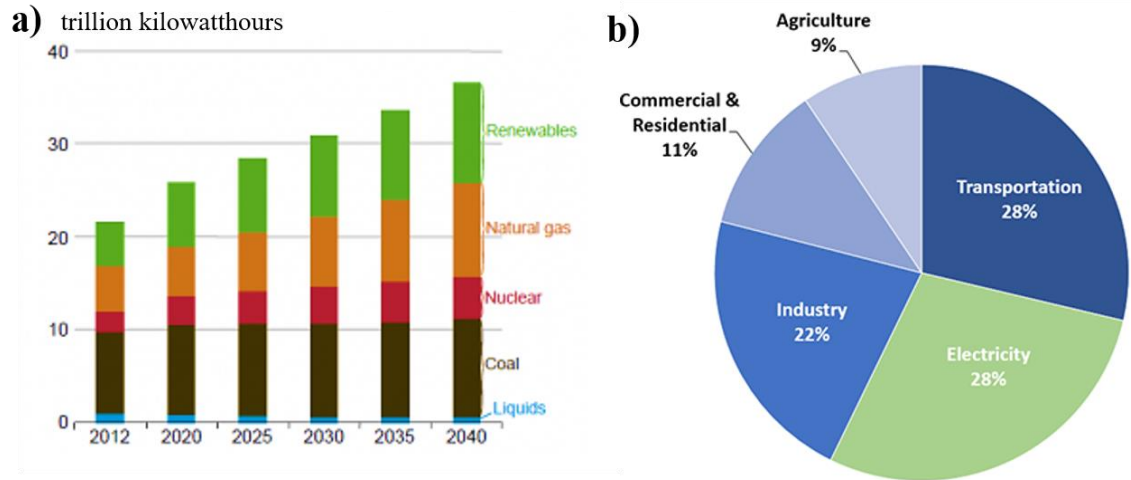 a) trillion kilowatthours
40
30
20
10
0
2012 2020 2025 2030 2035 2040
Renewables
Natural gas
Nuclear
Coal
Liquids
b)
Agriculture
9%
Commercial &
Residential
11%
Transportation
28%
Industry
22%
Electricity
28%